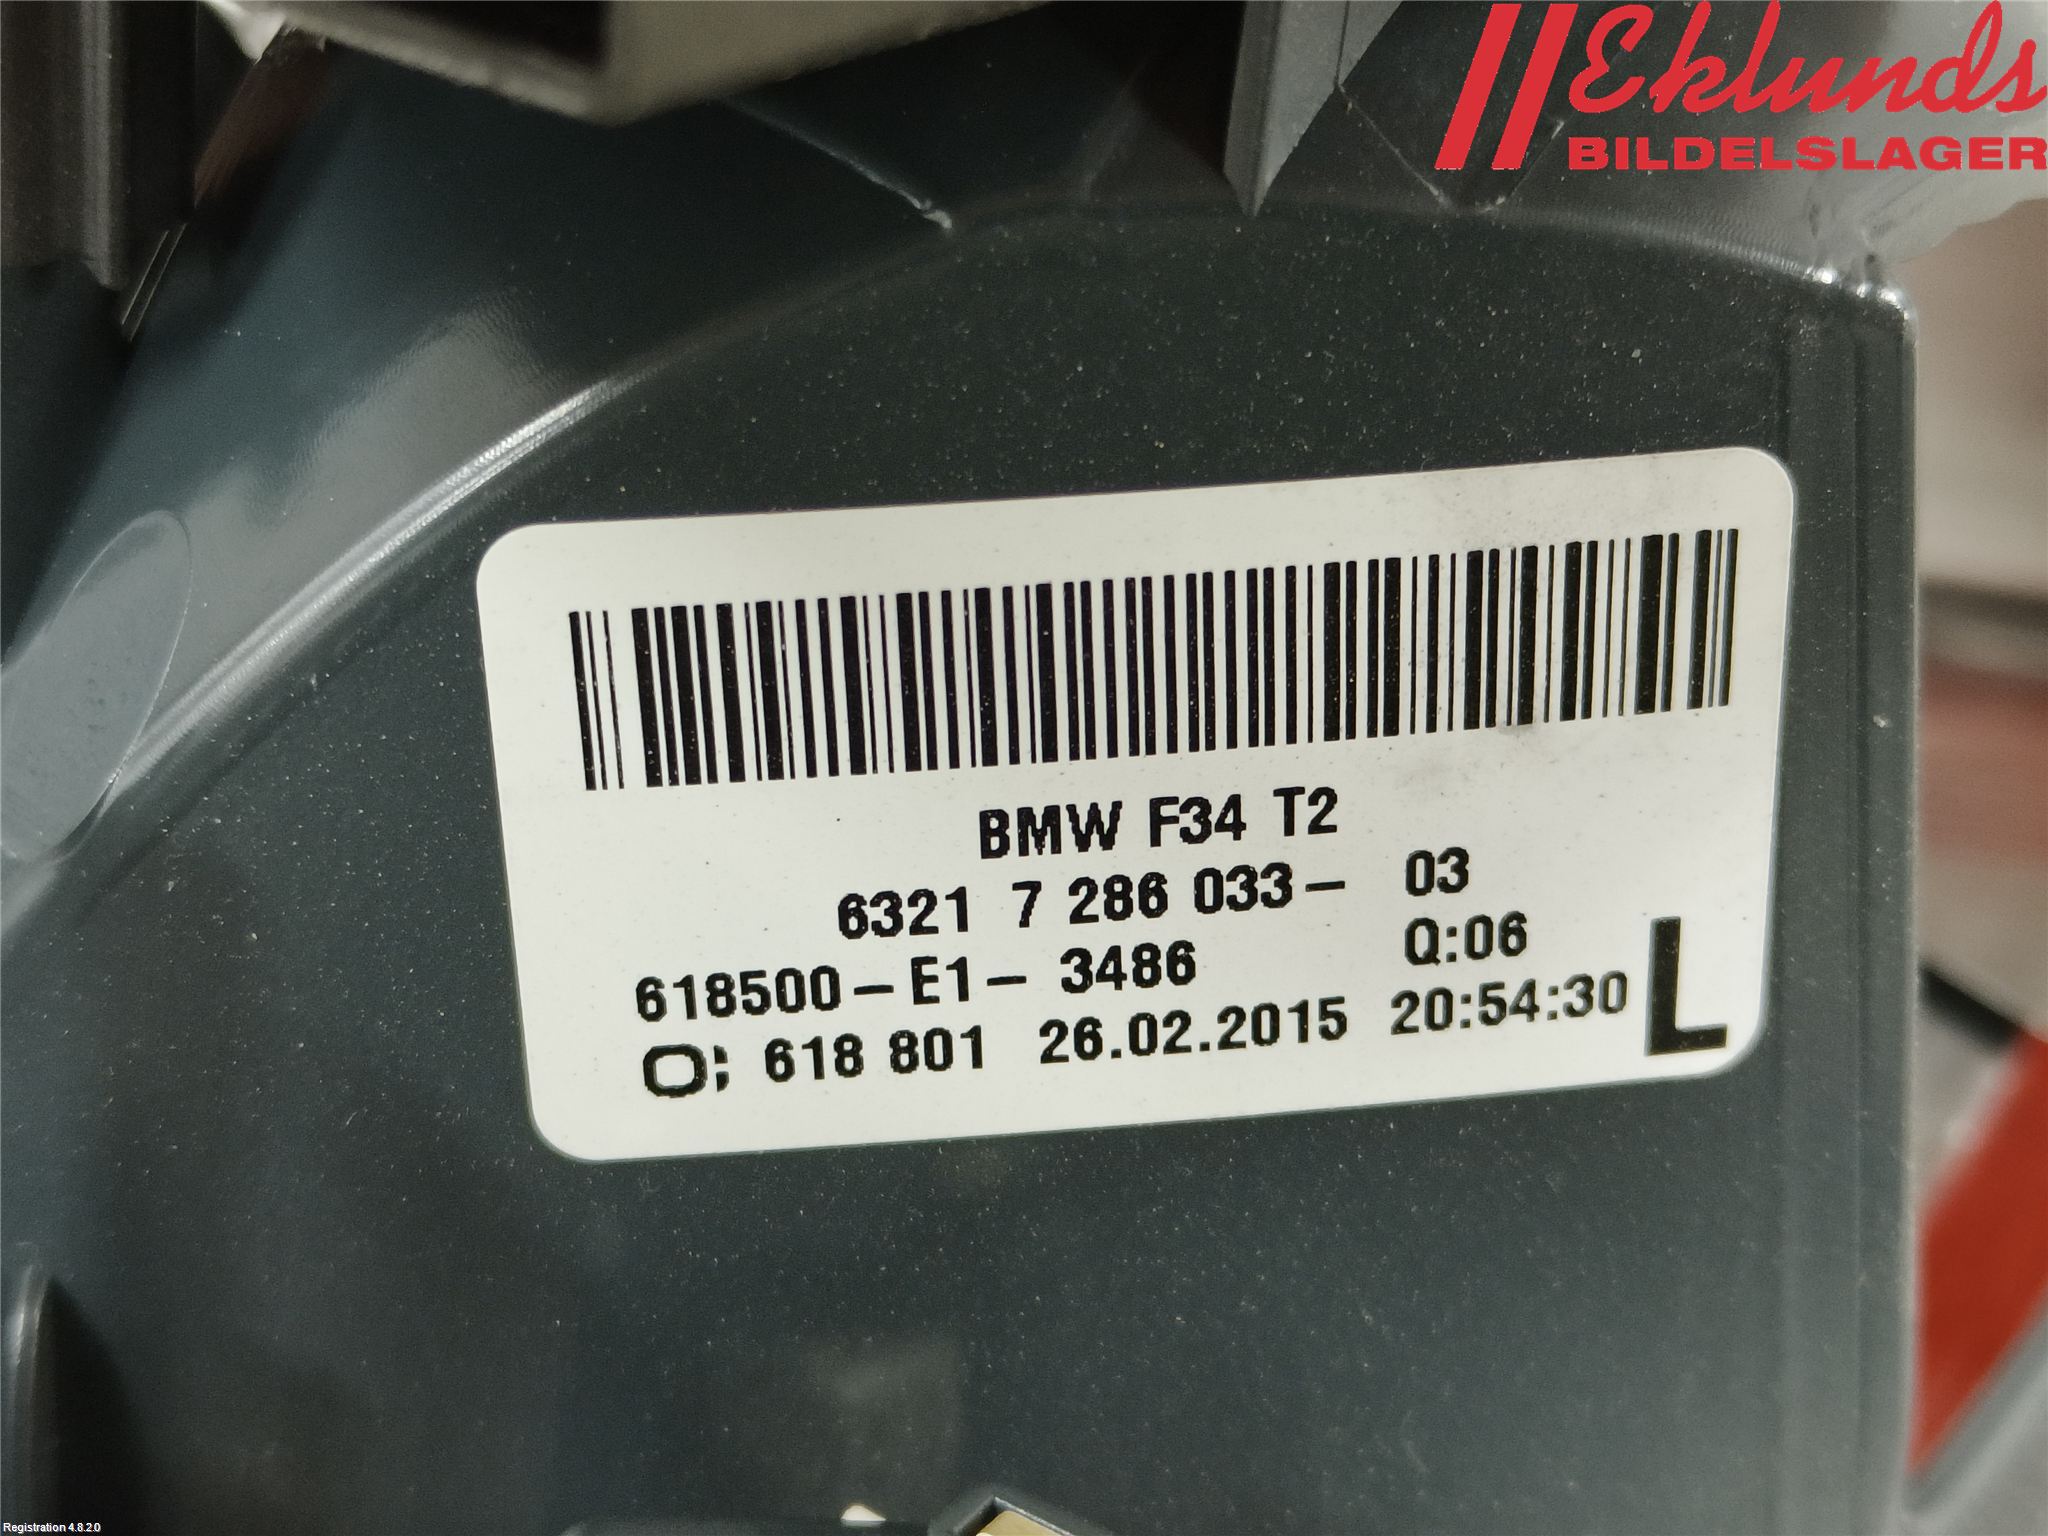 Eklunds
BILDELSLAGER
BMW F34 T2
6321 7 286 033- 03
618500-E1- 3486 Q:06
O; 618 801 26.02.2015 20:54:30 L
Registration 4.8.2.0